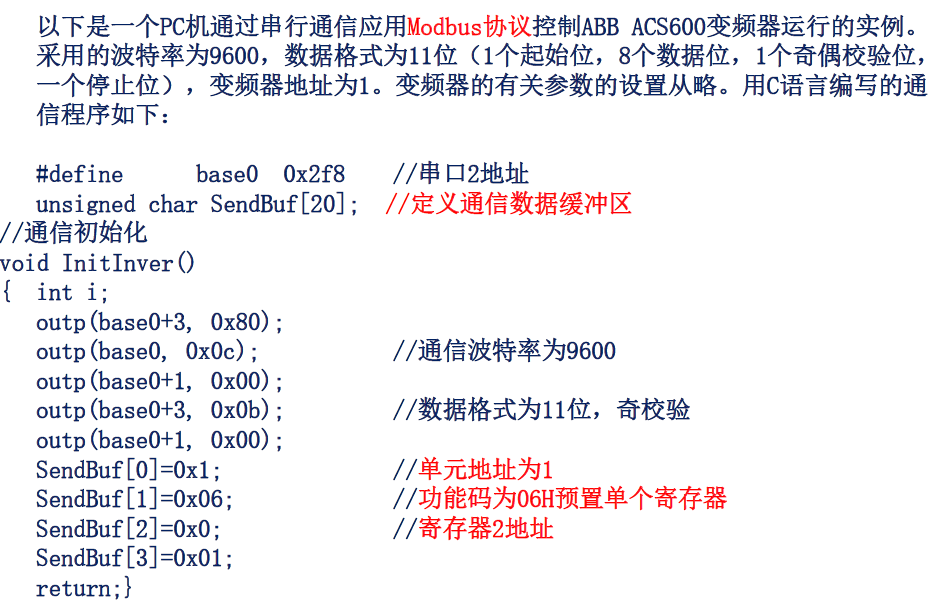 以下是一个PC机通过串行通信应用Modbus协议控制ABB ACS600变频器运行的实例。
采用的波特率为9600，数据格式为11位（1个起始位，8个数据位，1个奇偶校验位，
一个停止位），变频器地址为1。变频器的有关参数的设置从略。用C语言编写的通
信程序如下：
#define base0 0x2f8 //串口2地址
unsigned char SendBuf[20]; //定义通信数据缓冲区
//通信初始化
void InitInver()
{ int i;
outp(base0+3, 0x80);
outp(base0, 0x0c); //通信波特率为9600
outp(base0+1, 0x00);
outp(base0+3, 0x0b); //数据格式为11位，奇校验
outp(base0+1, 0x00);
SendBuf[0]=0x1; //单元地址为1
SendBuf[1]=0x06; //功能码为06H预置单个寄存器
SendBuf[2]=0x0; //寄存器2地址
SendBuf[3]=0x01;
return;}